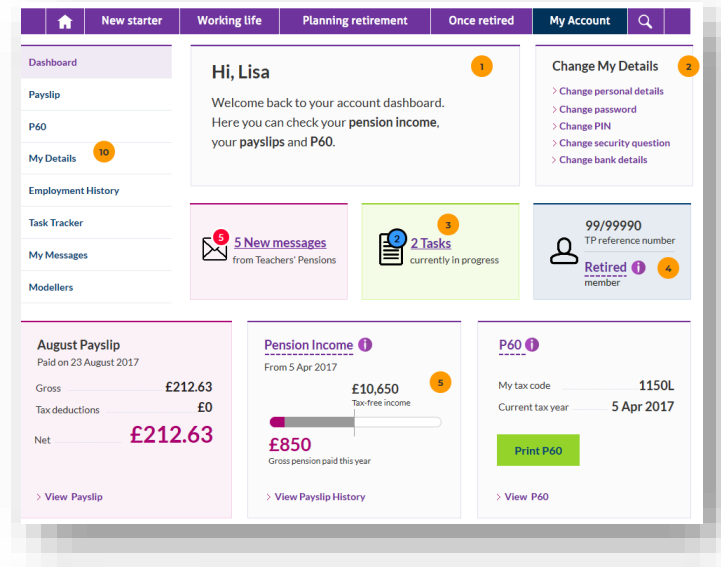 New starter
Working life
Planning retirement
Once retired
My Account
Dashboard
Payslip
P60
My Details
10
Employment History
Task Tracker
My Messages
Modellers
Hi, Lisa
1
Welcome back to your account dashboard.
Here you can check your pension income,
your payslips and P60.
Change My Details
2
> Change personal details
> Change password
> Change PIN
> Change security question
> Change bank details
5
5 New messages
from Teachers' Pensions
3
2
2 Tasks
currently in progress
99/99990
TP reference number
Retired i 4
member
August Payslip
Paid on 23 August 2017
Gross £212.63
Tax deductions £0
Net £212.63
> View Payslip
Pension Income i
From 5 Apr 2017
5
£10,650
Tax-free income
£850
Gross pension paid this year
> View Payslip History
P60 i
My tax code 1150L
Current tax year 5 Apr 2017
Print P60
> View P60